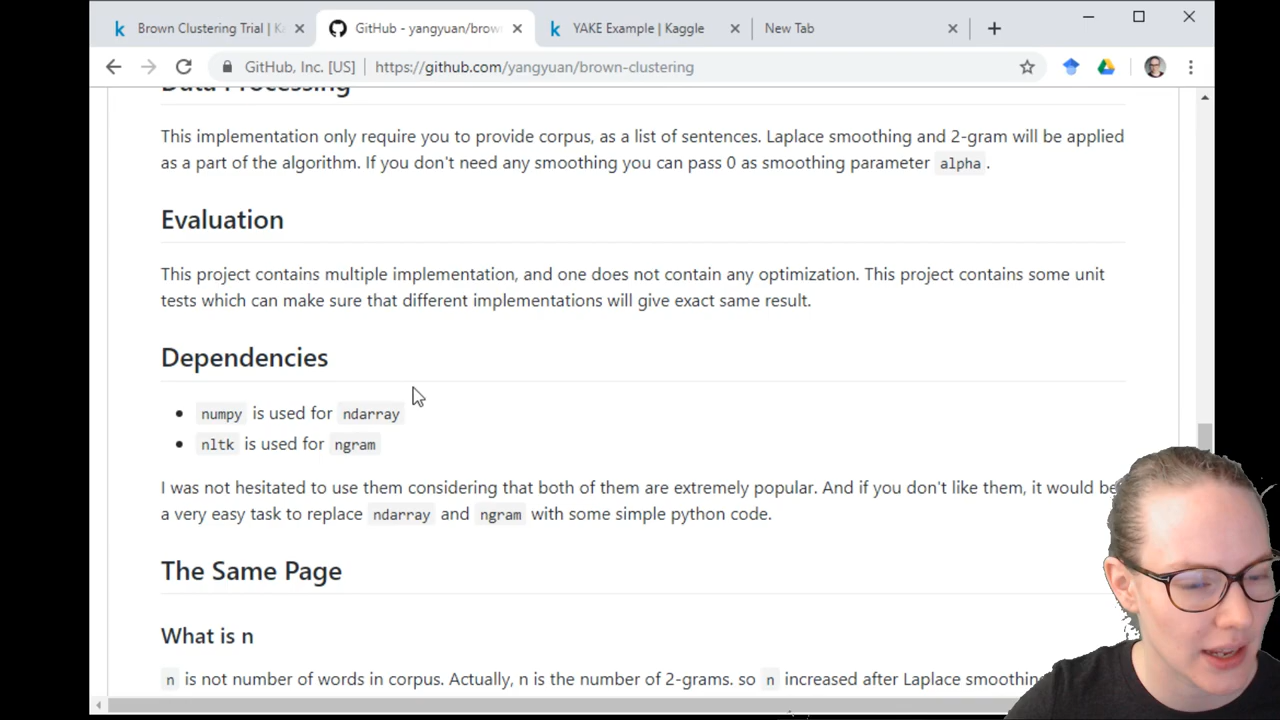 Brown Clustering Trial | K
GitHub - yangyuan/brow
YAKE Example | Kaggle
New Tab
GitHub, Inc. [US] | https://github.com/yangyuan/brown-clustering
Data Processing
This implementation only require you to provide corpus, as a list of sentences. Laplace smoothing and 2-gram will be applied
as a part of the algorithm. If you don't need any smoothing you can pass 0 as smoothing parameter alpha.
Evaluation
This project contains multiple implementation, and one does not contain any optimization. This project contains some unit
tests which can make sure that different implementations will give exact same result.
Dependencies
• numpy is used for ndarray
• nltk is used for ngram
I was not hesitated to use them considering that both of them are extremely popular. And if you don't like them, it would be
a very easy task to replace ndarray and ngram with some simple python code.
The Same Page
What is n
n is not number of words in corpus. Actually, n is the number of 2-grams. so n increased after Laplace smoothin